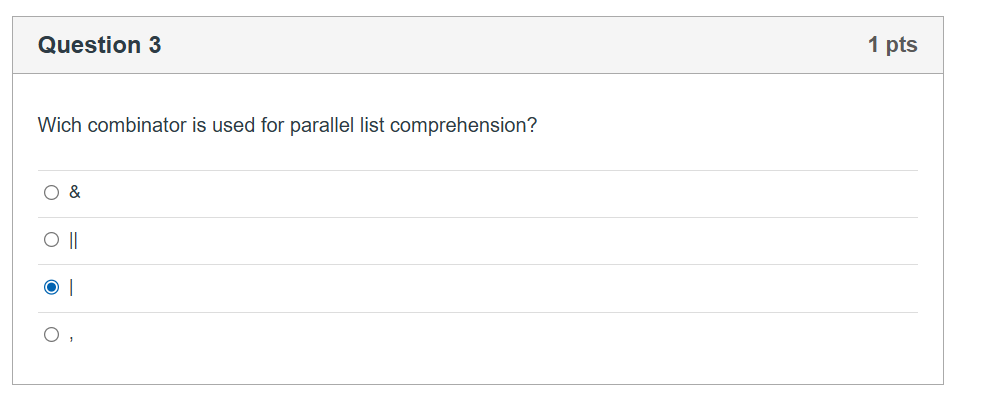 Question 3 1 pts
Wich combinator is used for parallel list comprehension?
&
||
|
,